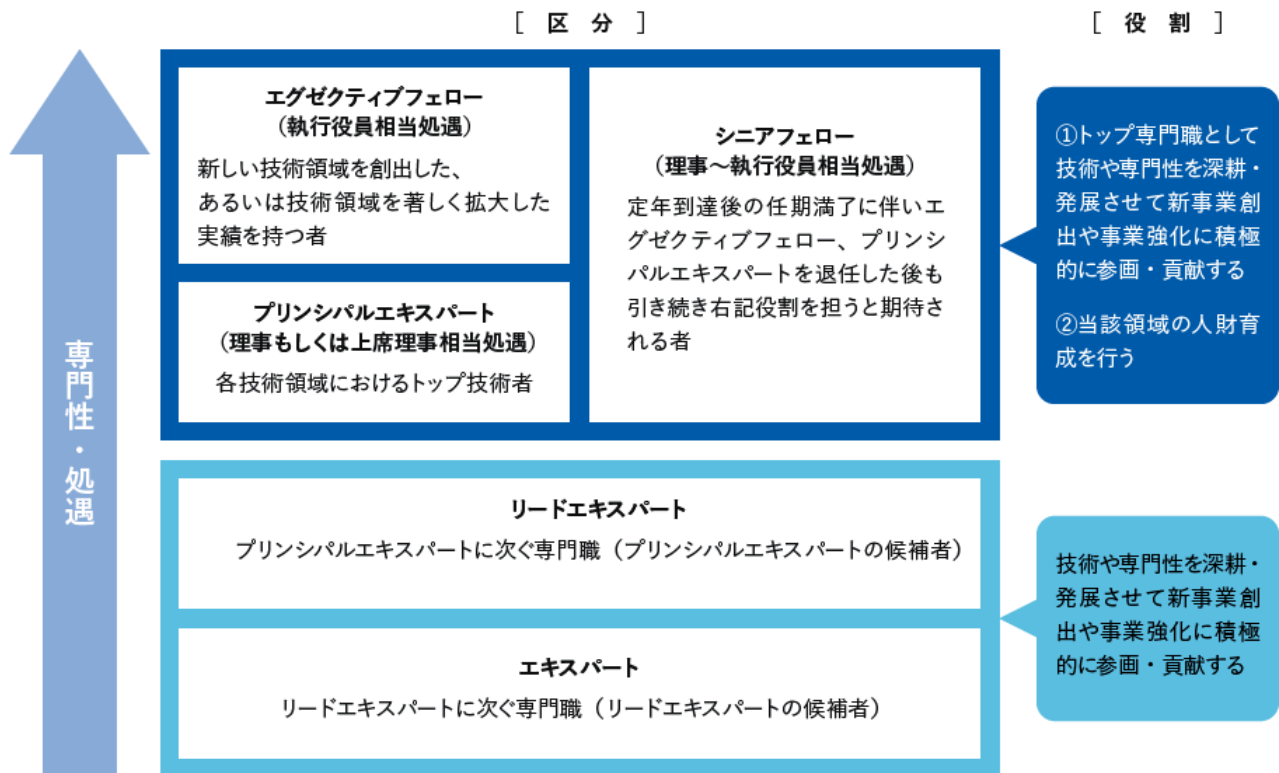 ［ 区 分 ］
［ 役 割 ］
専門性・処遇
エグゼクティブフェロー
（執行役員相当処遇）
新しい技術領域を創出した、
あるいは技術領域を著しく拡大した
実績を持つ者
プリンシパルエキスパート
（理事もしくは上席理事相当処遇）
各技術領域におけるトップ技術者
シニアフェロー
（理事～執行役員相当処遇）
定年到達後の任期満了に伴いエ
グゼクティブフェロー、プリンシ
パルエキスパートを退任した後も
引き続き右記役割を担うと期待さ
れる者
①トップ専門職として
技術や専門性を深耕・
発展させて新事業創
出や事業強化に積極
的に参画・貢献する
②当該領域の人財育
成を行う
リードエキスパート
プリンシパルエキスパートに次ぐ専門職（プリンシパルエキスパートの候補者）
エキスパート
リードエキスパートに次ぐ専門職（リードエキスパートの候補者）
技術や専門性を深耕・
発展させて新事業創
出や事業強化に積極
的に参画・貢献する